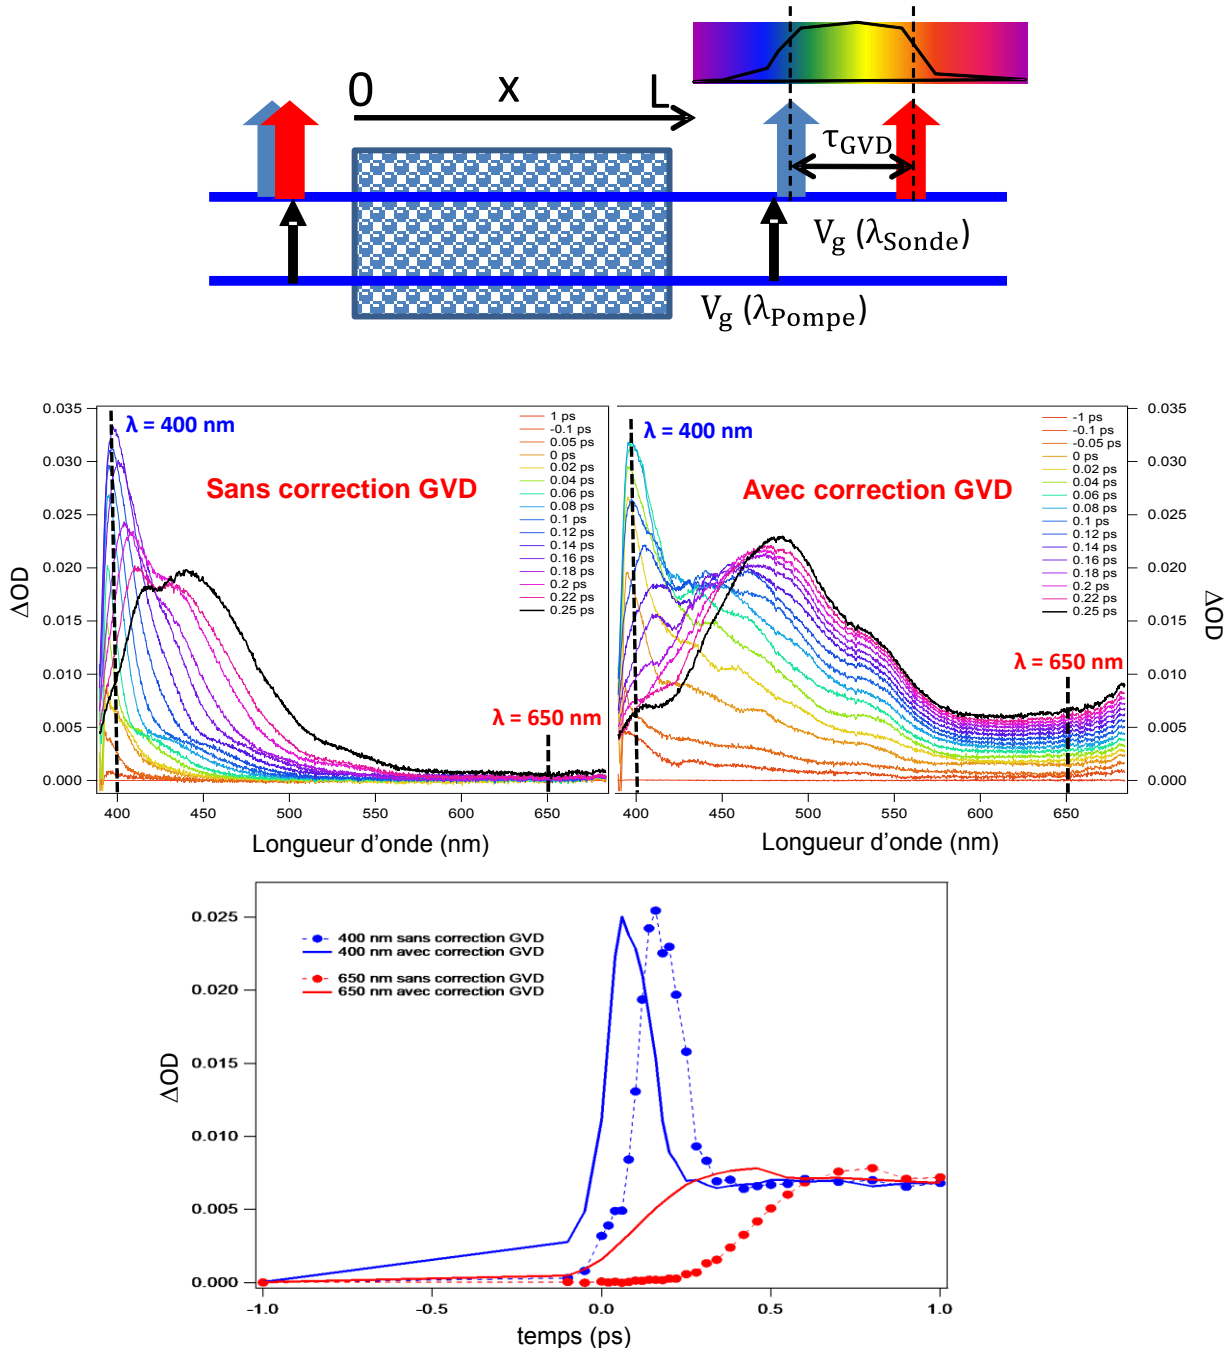 0 x L
τGVD
Vg (λSonde)
Vg (λPompe)
0.035
0.030
0.025
0.020
0.015
0.010
0.005
0.000
ΔOD
λ = 400 nm
Sans correction GVD
λ = 650 nm
1 ps
-0.1 ps
0.05 ps
0 ps
0.02 ps
0.04 ps
0.06 ps
0.08 ps
0.1 ps
0.12 ps
0.14 ps
0.16 ps
0.18 ps
0.2 ps
0.22 ps
0.25 ps
400 450 500 550 600 650
Longueur d'onde (nm)
λ = 400 nm
Avec correction GVD
λ = 650 nm
-1 ps
-0.1 ps
-0.05 ps
0 ps
0.02 ps
0.04 ps
0.06 ps
0.08 ps
0.1 ps
0.12 ps
0.14 ps
0.16 ps
0.18 ps
0.2 ps
0.22 ps
0.25 ps
0.035
0.030
0.025
0.020
0.015
0.010
0.005
0.000
ΔOD
400 450 500 550 600 650
Longueur d'onde (nm)
0.025
0.020
0.015
0.010
0.005
0.000
ΔOD
400 nm sans correction GVD
400 nm avec correction GVD
650 nm sans correction GVD
650 nm avec correction GVD
-1.0 -0.5 0.0 0.5 1.0
temps (ps)